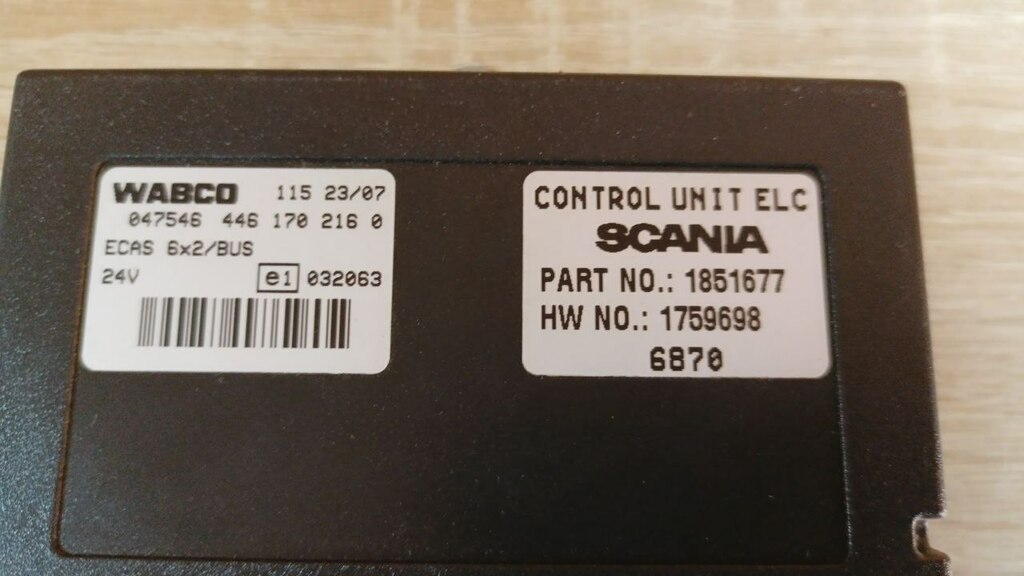 WABCO 115 23/07
047546 446 170 216 0
ECAS 6x2/BUS
24V e1 032063
CONTROL UNIT ELC
SCANIA
PART NO.: 1851677
HW NO.: 1759698
6870